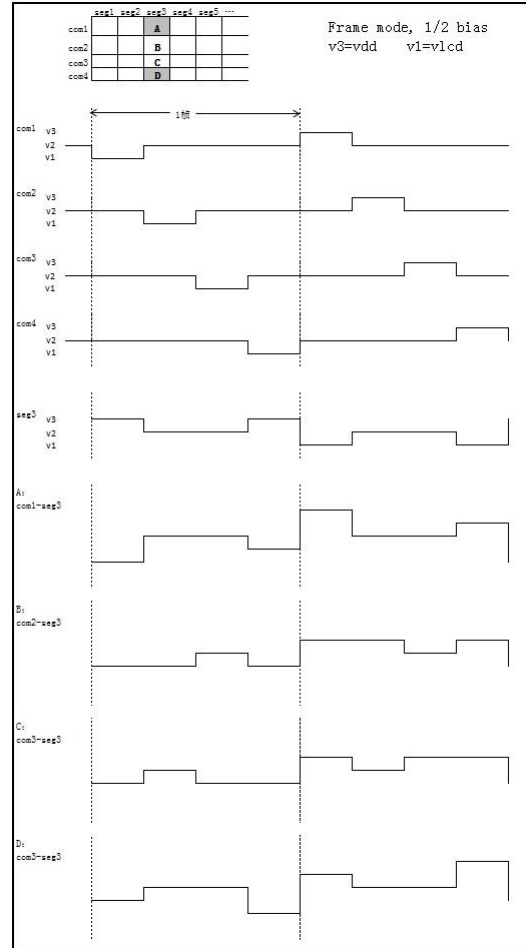 seg1 seg2 seg3 seg4 seg5 ...
com1 A
com2 B
com3 C
com4 D
Frame mode, 1/2 bias
v3=vdd v1=vlcd
1帧
com1 v3
v2
v1
com2 v3
v2
v1
com3 v3
v2
v1
com4 v3
v2
v1
seg3 v3
v2
v1
A:
com1-seg3
B:
com2-seg3
C:
com3-seg3
D:
com3-seg3